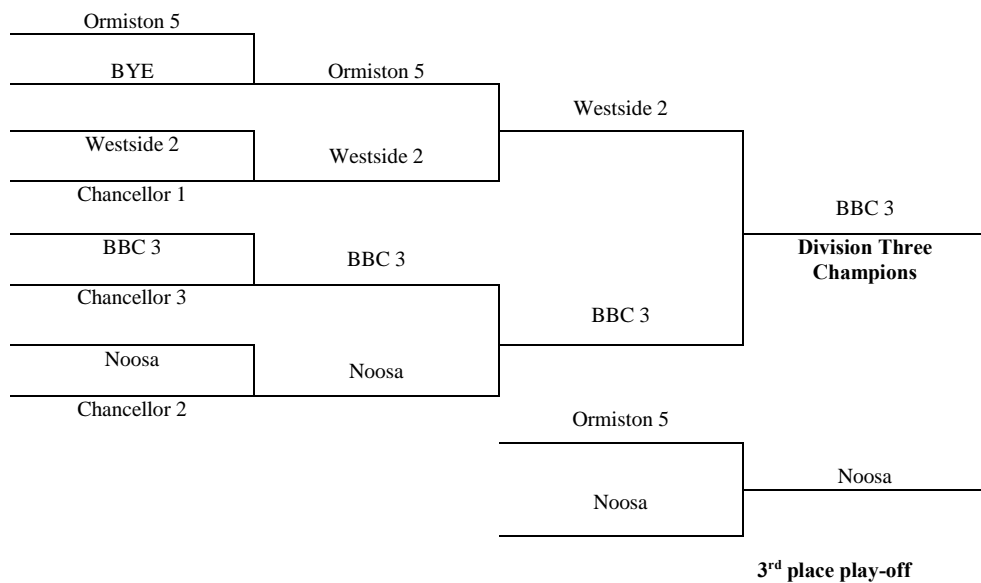 Ormiston 5
BYE
Ormiston 5
Westside 2
Westside 2
Westside 2
Chancellor 1
BBC 3
Division Three
Champions
BBC 3
BBC 3
Chancellor 3
BBC 3
Noosa
Noosa
Chancellor 2
Ormiston 5
Noosa
Noosa
3rd place play-off